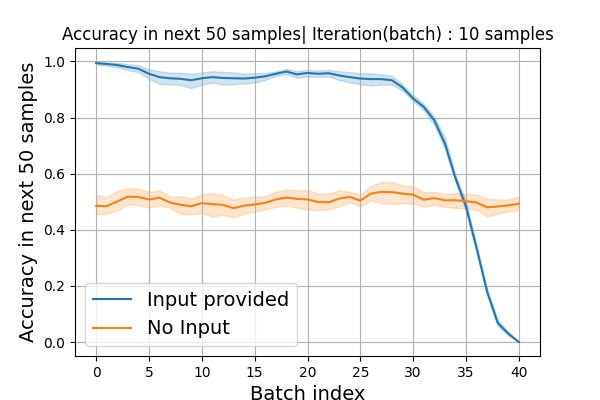 Accuracy in next 50 samples| Iteration(batch) : 10 samples
Accuracy in next 50 samples
1.0
0.8
0.6
0.4
0.2
0.0
Input provided
No Input
0 5 10 15 20 25 30 35 40
Batch index